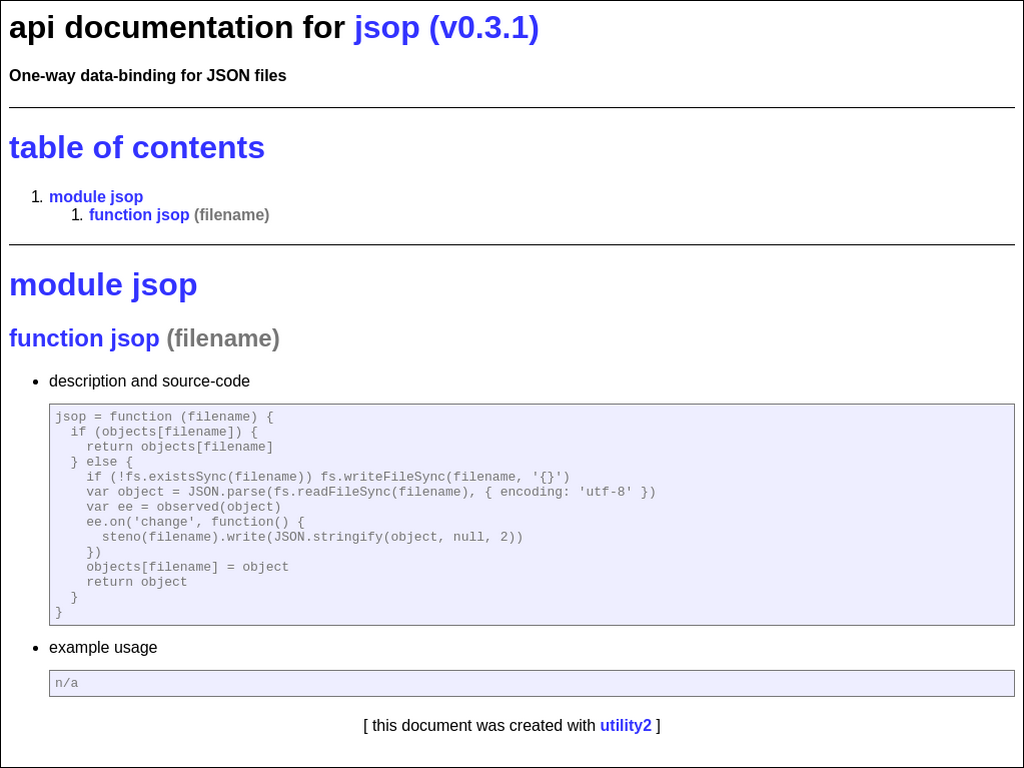 api documentation for jsop (v0.3.1)
One-way data-binding for JSON files
table of contents
1. module jsop
1. function jsop (filename)
module jsop
function jsop (filename)
• description and source-code
jsop = function (filename) {
  if (objects[filename]) {
    return objects[filename]
  } else {
    if (!fs.existsSync(filename)) fs.writeFileSync(filename, '{}')
    var object = JSON.parse(fs.readFileSync(filename), { encoding: 'utf-8' })
    var ee = observed(object)
    ee.on('change', function() {
      steno(filename).write(JSON.stringify(object, null, 2))
    })
    objects[filename] = object
    return object
  }
}
• example usage
n/a
[ this document was created with utility2 ]